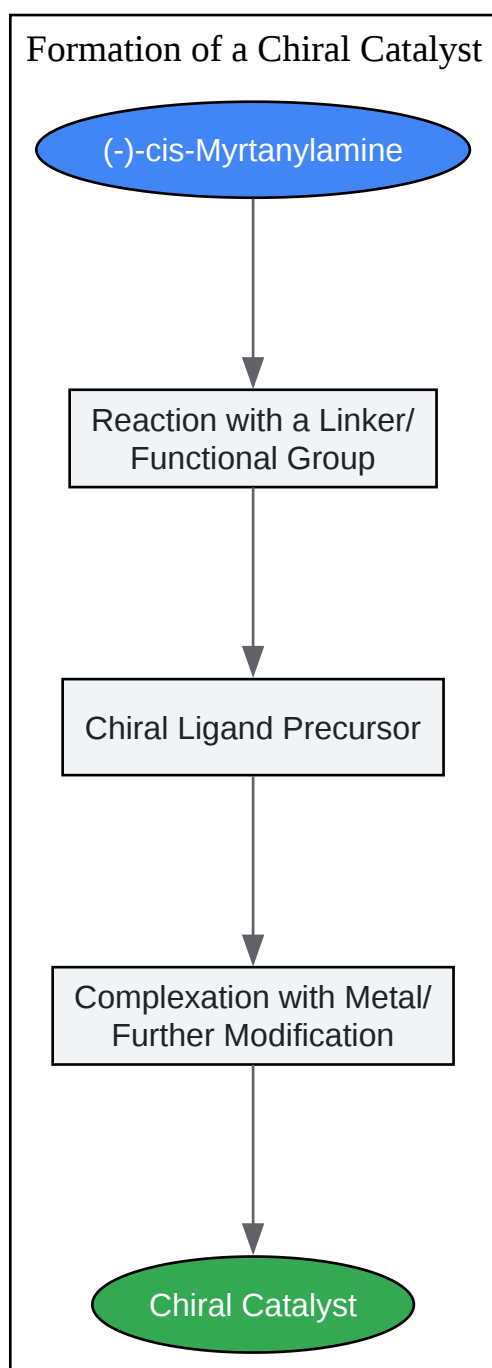 Formation of a Chiral Catalyst
(-)-cis-Myrtanylamine
Reaction with a Linker/
Functional Group
Chiral Ligand Precursor
Complexation with Metal/
Further Modification
Chiral Catalyst